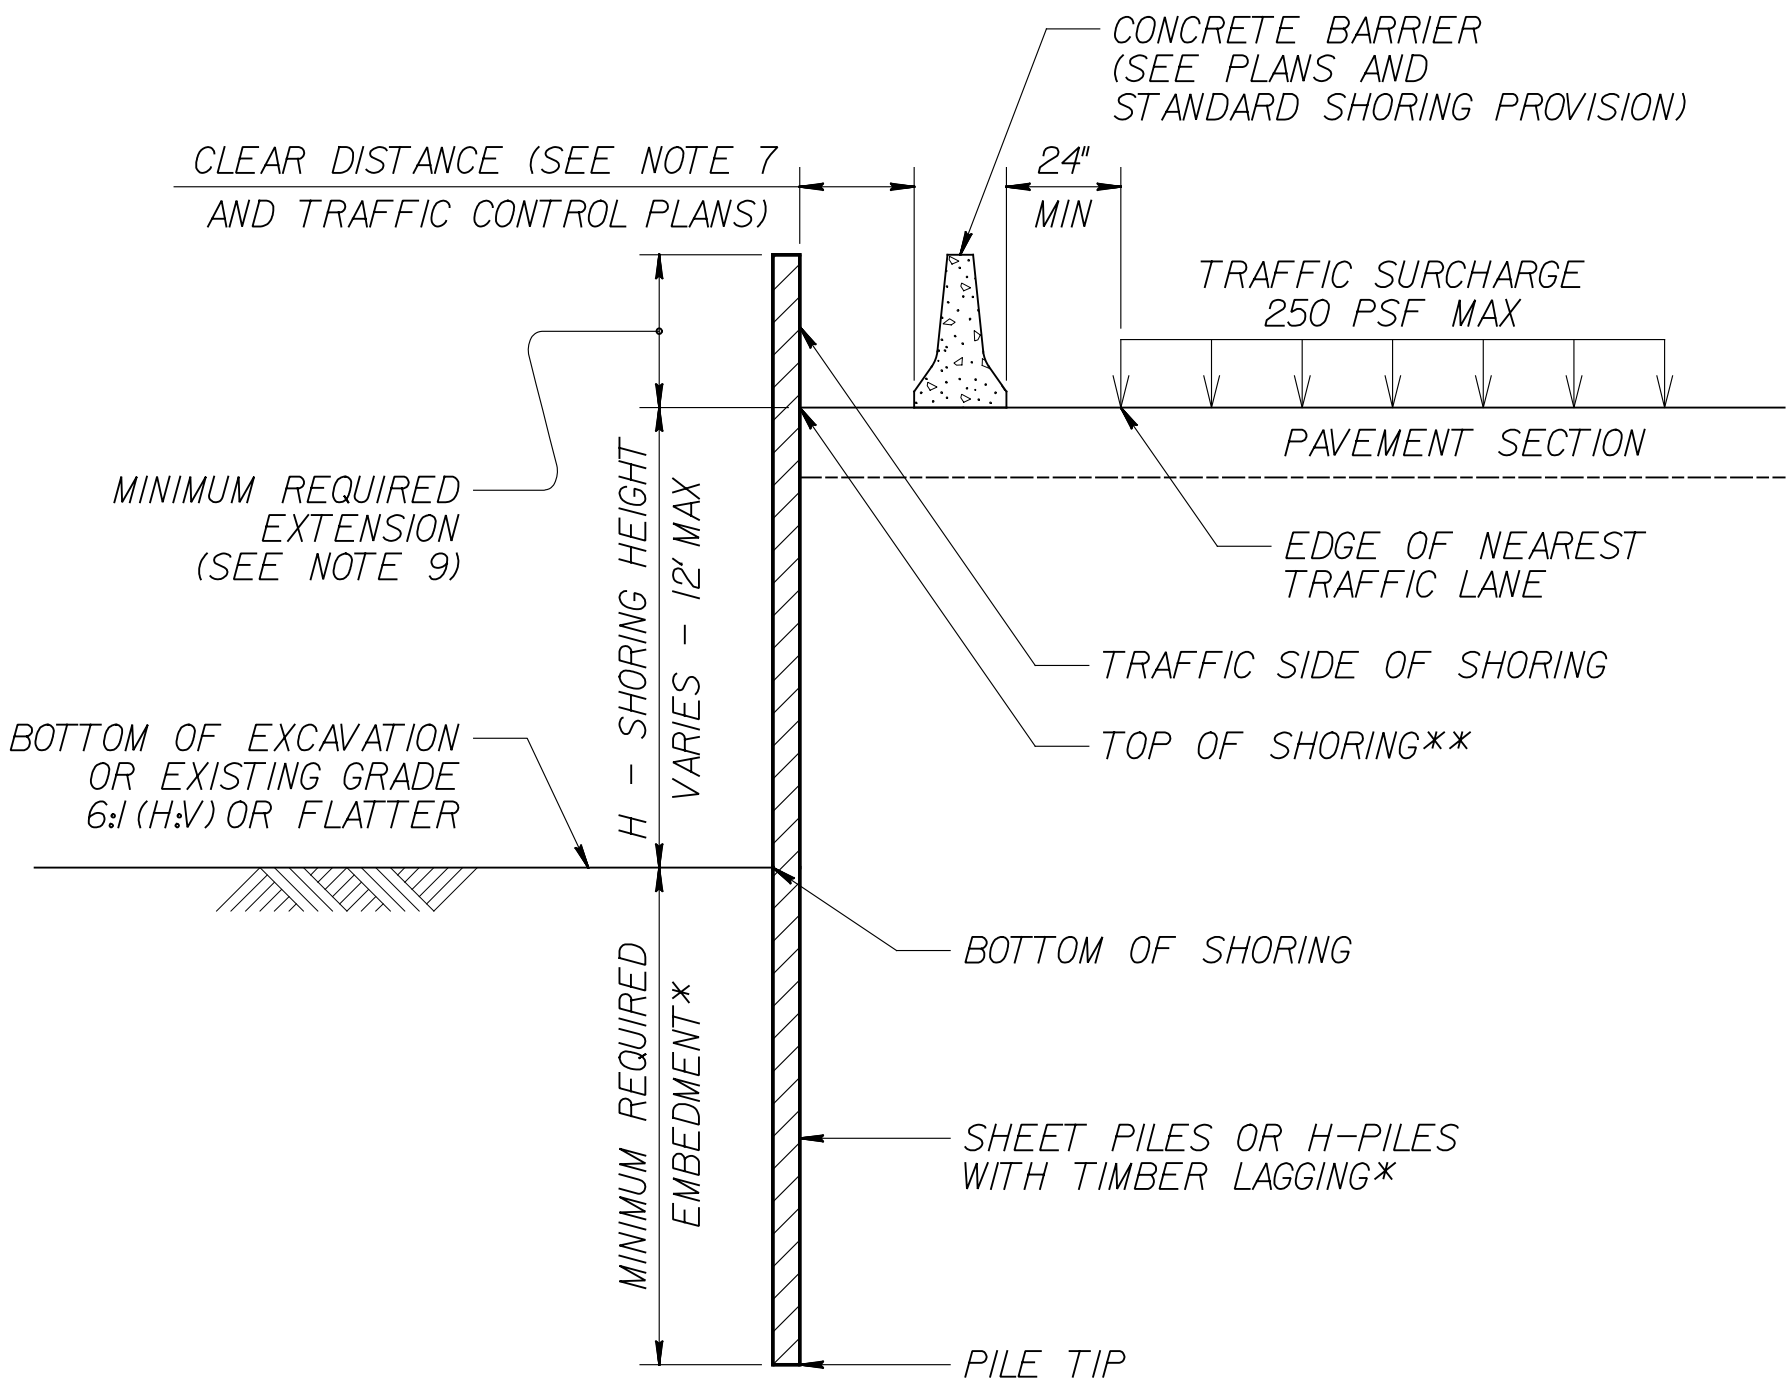 CONCRETE BARRIER
(SEE PLANS AND
STANDARD SHORING PROVISION)
CLEAR DISTANCE (SEE NOTE 7
AND TRAFFIC CONTROL PLANS)
24"
MIN
TRAFFIC SURCHARGE
250 PSF MAX
PAVEMENT SECTION
MINIMUM REQUIRED
EXTENSION
(SEE NOTE 9)
H - SHORING HEIGHT
VARIES - 12' MAX
EDGE OF NEAREST
TRAFFIC LANE
TRAFFIC SIDE OF SHORING
TOP OF SHORING**
BOTTOM OF EXCAVATION
OR EXISTING GRADE
6:1 (H:V) OR FLATTER
BOTTOM OF SHORING
MINIMUM REQUIRED
EMBEDMENT*
SHEET PILES OR H-PILES
WITH TIMBER LAGGING*
PILE TIP